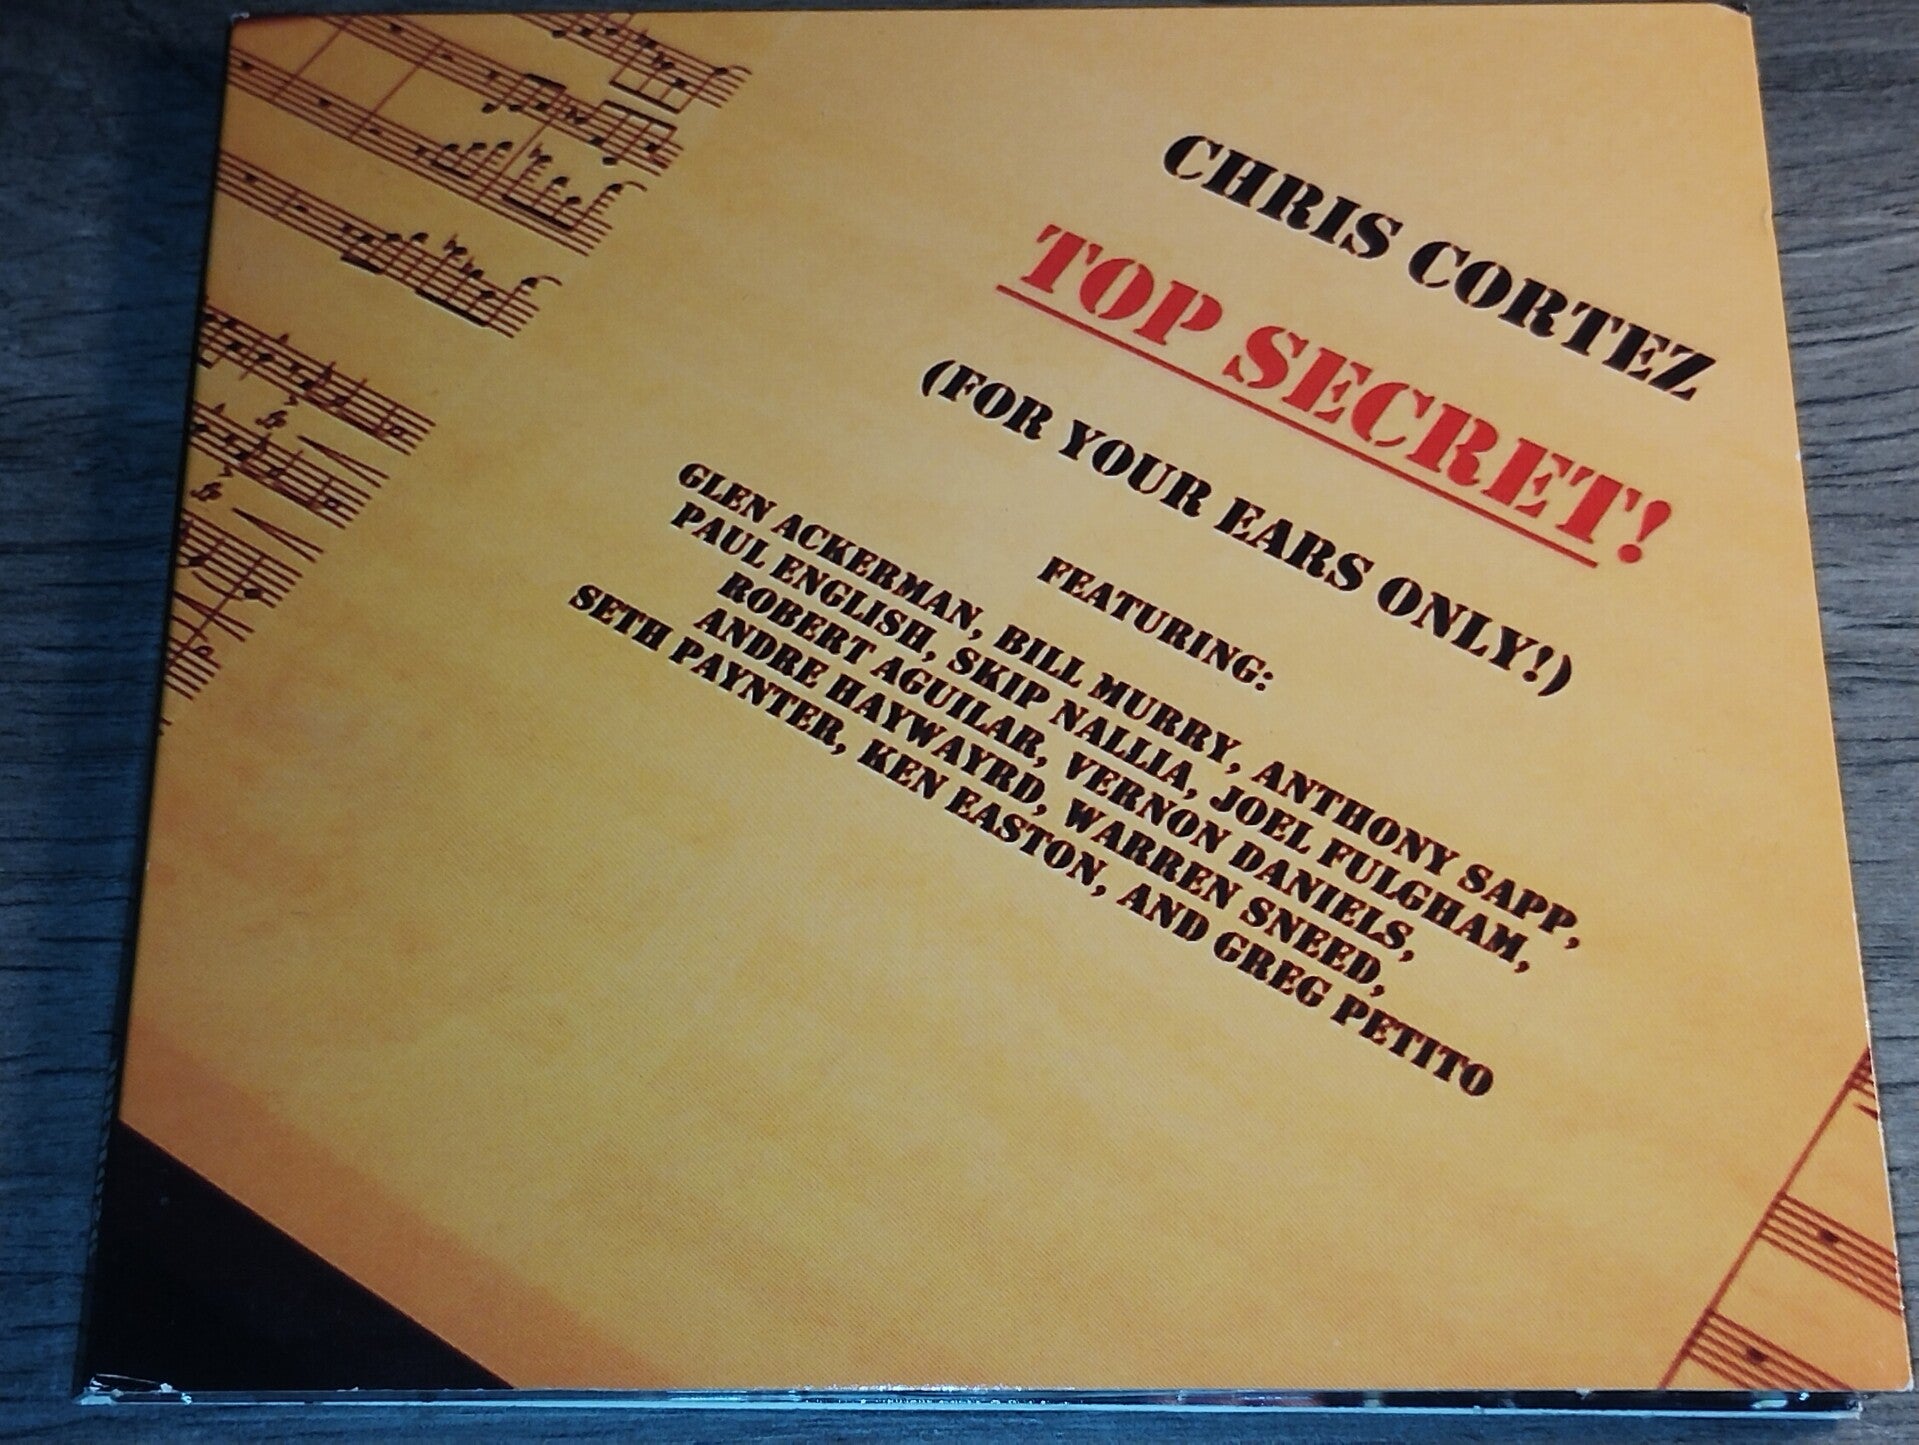 CHRIS CORTEZ
TOP SECRET!
(FOR YOUR EARS ONLY!)
FEATURING:
GLEN ACKERMAN, BILL MURRY, ANTHONY SAPP,
PAUL ENGLISH, SKIP NALLIA, JOEL FULGHAM,
ROBERT AGUILAR, VERNON DANIELS,
ANDRE HAYWAYRD, WARREN SNEED,
SETH PAYNTER, KEN EASTON, AND GREG PETITO